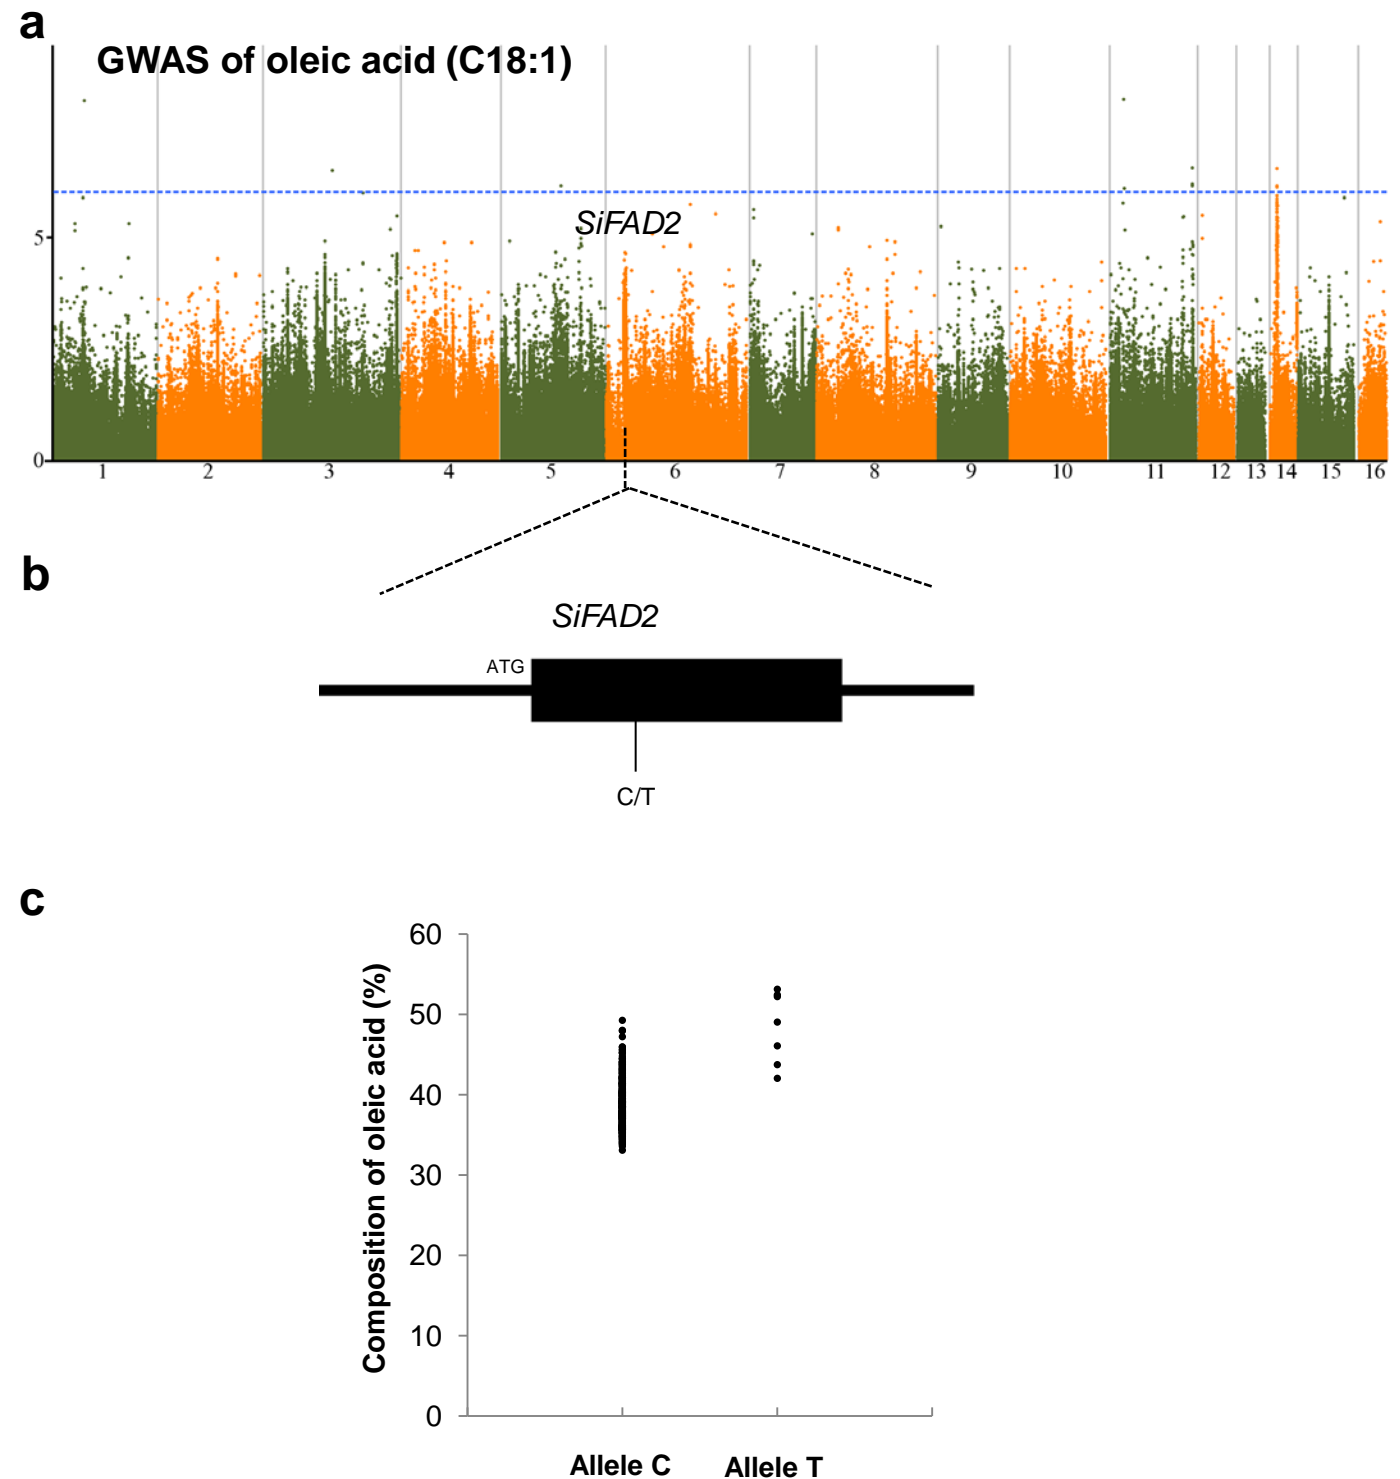 a
GWAS of oleic acid (C18:1)
SiFAD2
5
0
1 2 3 4 5 6 7 8 9 10 11 12 13 14 15 16
b
SiFAD2
ATG
C/T
c
Composition of oleic acid (%)
60
50
40
30
20
10
0
Allele C Allele T